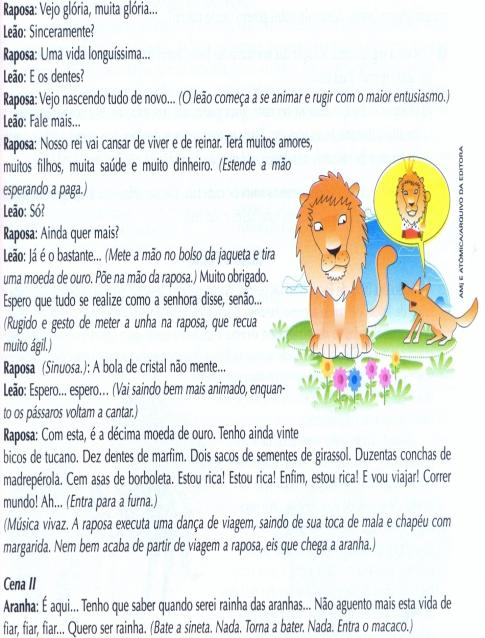 Raposa: Vejo glória, muita glória...
Leão: Sinceramente?
Raposa: Uma vida longuíssima...
Leão: E os dentes?
Raposa: Vejo nascendo tudo de novo... (O leão começa a se animar e rugir com o maior entusiasmo.)
Leão: Fale mais...
Raposa: Nosso rei vai cansar de viver e de reinar. Terá muitos amores,
muitos filhos, muita saúde e muito dinheiro. (Estende a mão
esperando a paga.)
Leão: Só?
Raposa: Ainda quer mais?
Leão: Já é o bastante... (Mete a mão no bolso da jaqueta e tira
uma moeda de ouro. Põe na mão da raposa.) Muito obrigado.
Espero que tudo se realize como a senhora disse, senão...
(Rugido e gesto de meter a unha na raposa, que recua
muito ágil.)
Raposa (Sinuosa.): A bola de cristal não mente...
Leão: Espero... espero... (Vai saindo bem mais animado, enquan-
to os pássaros voltam a cantar.)
Raposa: Com esta, é a décima moeda de ouro. Tenho ainda vinte
bicos de tucano. Dez dentes de marfim. Dois sacos de sementes de girassol. Duzentas conchas de
madrepérola. Cem asas de borboleta. Estou rica! Estou rica! Enfim, estou rica! E vou viajar! Correr
mundo! Ah... (Entra para a furna.)
(Música vivaz. A raposa executa uma dança de viagem, saindo de sua toca de mala e chapéu com
margarida. Nem bem acaba de partir de viagem a raposa, eis que chega a aranha.)
Cena II
Aranha: É aqui... Tenho que saber quando serei rainha das aranhas... Não aguento mais esta vida de
fiar, fiar, fiar... Quero ser rainha. (Bate a sineta. Nada. Torna a bater. Nada. Entra o macaco.)
AMj E ATÔMICA/ARQUIVO DA EDITORA